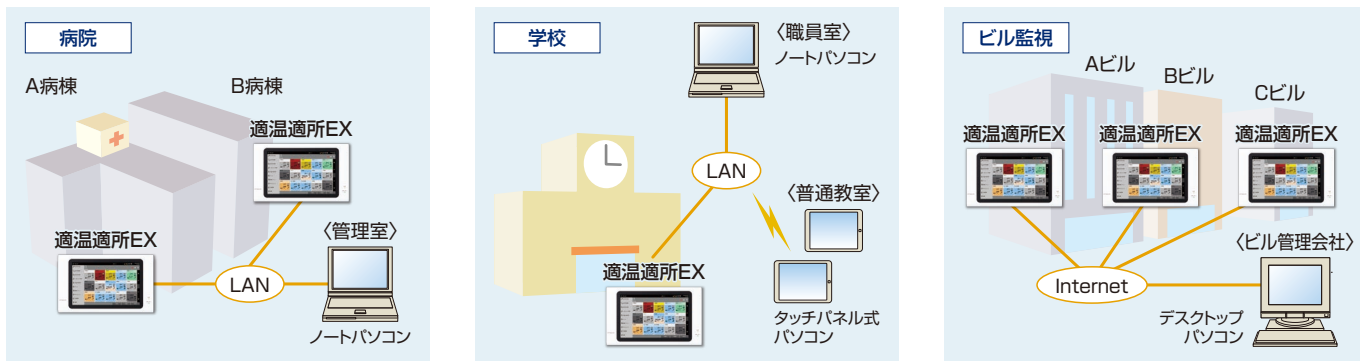 病院
A病棟
B病棟
適温適所EX
適温適所EX
〈管理室〉
LAN
ノートパソコン
学校
〈職員室〉
ノートパソコン
LAN
〈普通教室〉
適温適所EX
タッチパネル式
パソコン
ビル監視
Aビル
Bビル
Cビル
適温適所EX
適温適所EX
適温適所EX
〈ビル管理会社〉
Internet
デスクトップ
パソコン